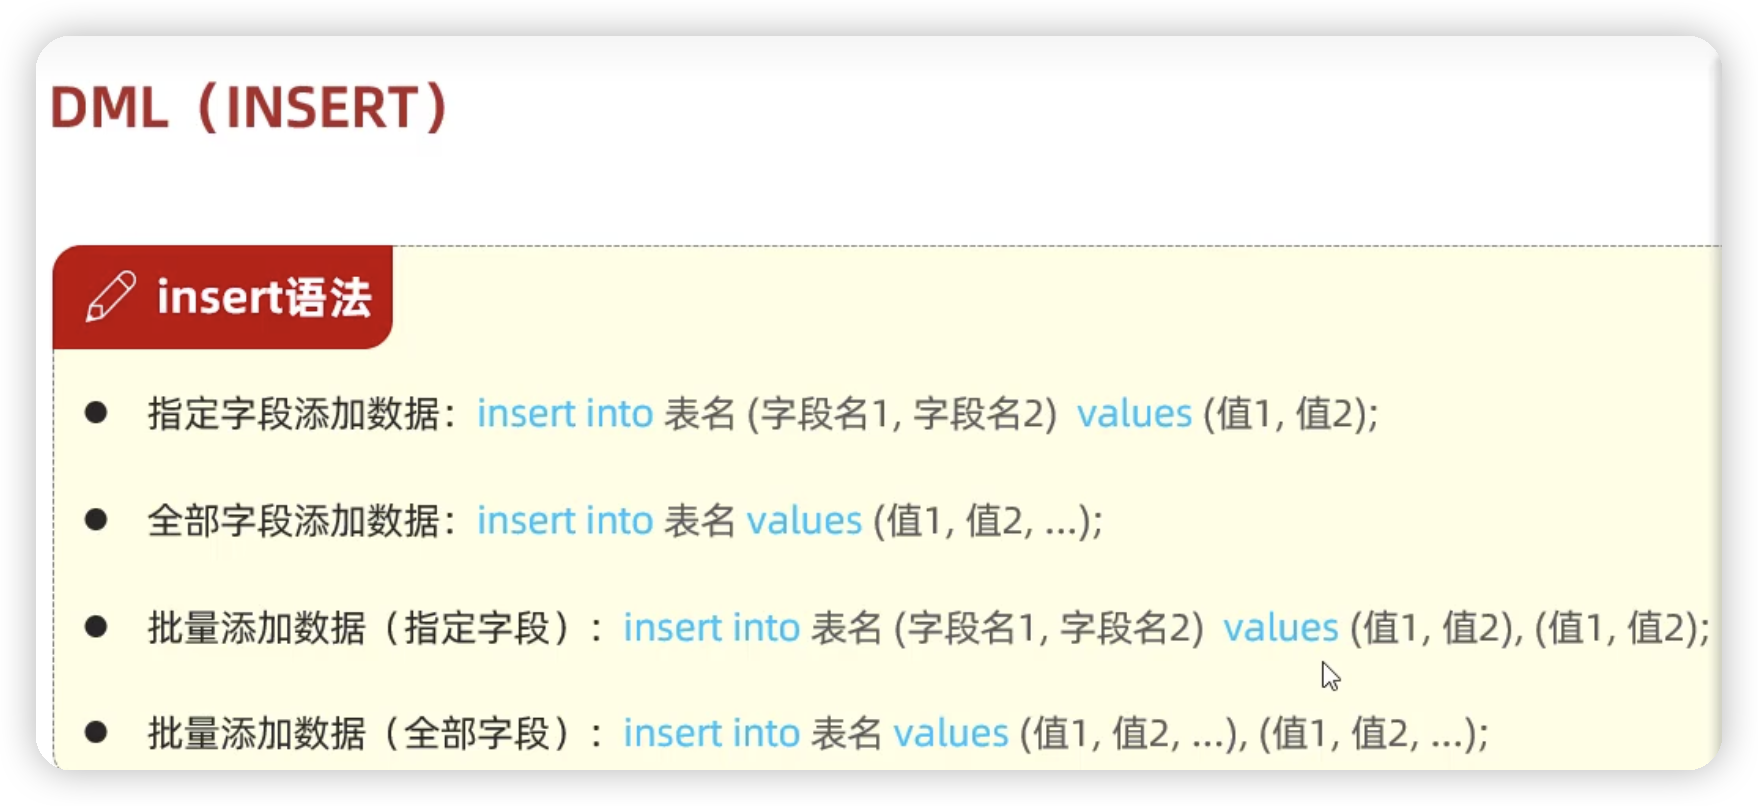 DML（INSERT）
insert语法
指定字段添加数据：insert into 表名 (字段名1, 字段名2) values (值1, 值2);
全部字段添加数据：insert into 表名 values (值1, 值2, ...);
批量添加数据（指定字段）：insert into 表名 (字段名1, 字段名2) values (值1, 值2), (值1, 值2);
批量添加数据（全部字段）：insert into 表名 values (值1, 值2, ...), (值1, 值2, ...);